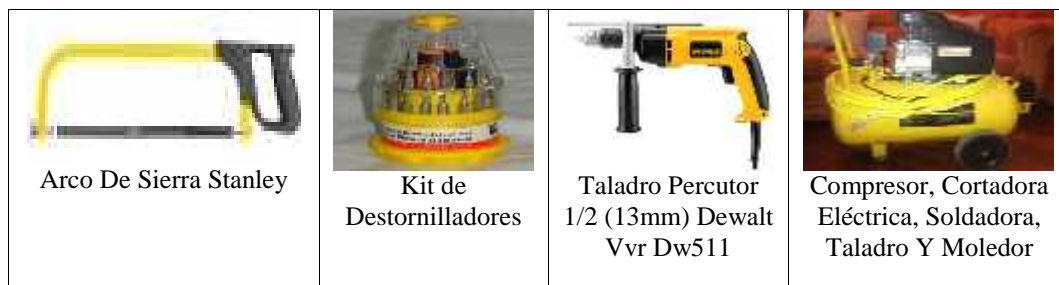 Arco De Sierra Stanley
Kit de
Destornilladores
Taladro Percutor
1/2 (13mm) Dewalt
Vvr Dw511
Compresor, Cortadora
Eléctrica, Soldadora,
Taladro Y Moledor